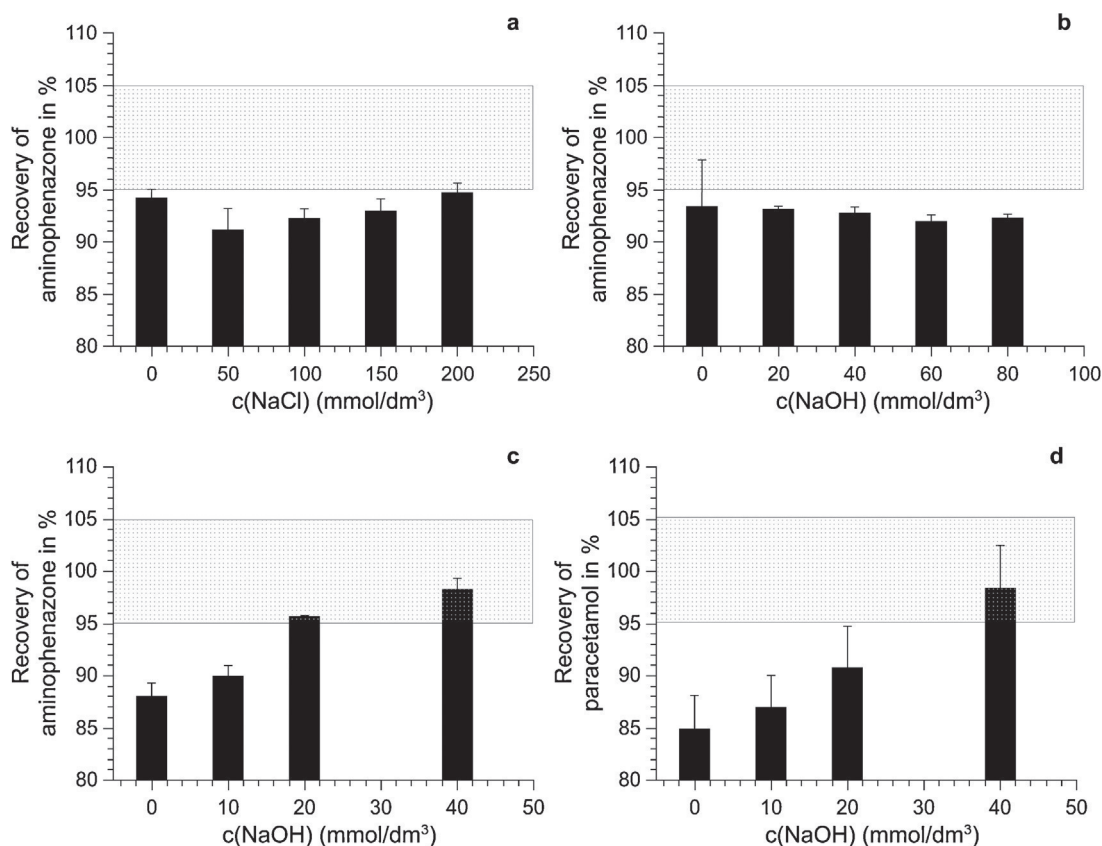 a
110
105
100
95
90
85
80
Recovery of
aminophenazone in %
0 50 100 150 200 250
c(NaCl) (mmol/dm³)
b
110
105
100
95
90
85
80
Recovery of
aminophenazone in %
0 20 40 60 80 100
c(NaOH) (mmol/dm³)
c
110
105
100
95
90
85
80
Recovery of
aminophenazone in %
0 10 20 30 40 50
c(NaOH) (mmol/dm³)
d
110
105
100
95
90
85
80
Recovery of
paracetamol in %
0 10 20 30 40 50
c(NaOH) (mmol/dm³)